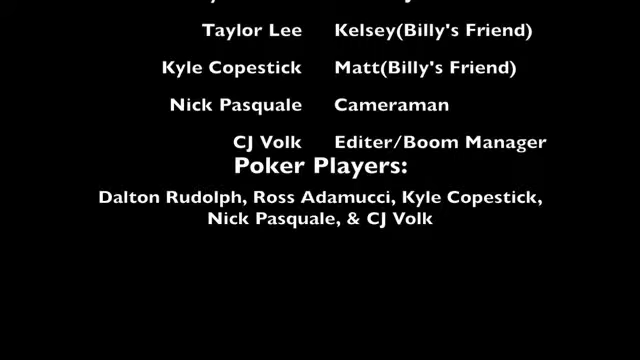 Taylor Lee Kelsey(Billy's Friend)
Kyle Copestick Matt(Billy's Friend)
Nick Pasquale Cameraman
CJ Volk Editer/Boom Manager
Poker Players:
Dalton Rudolph, Ross Adamucci, Kyle Copestick,
Nick Pasquale, & CJ Volk